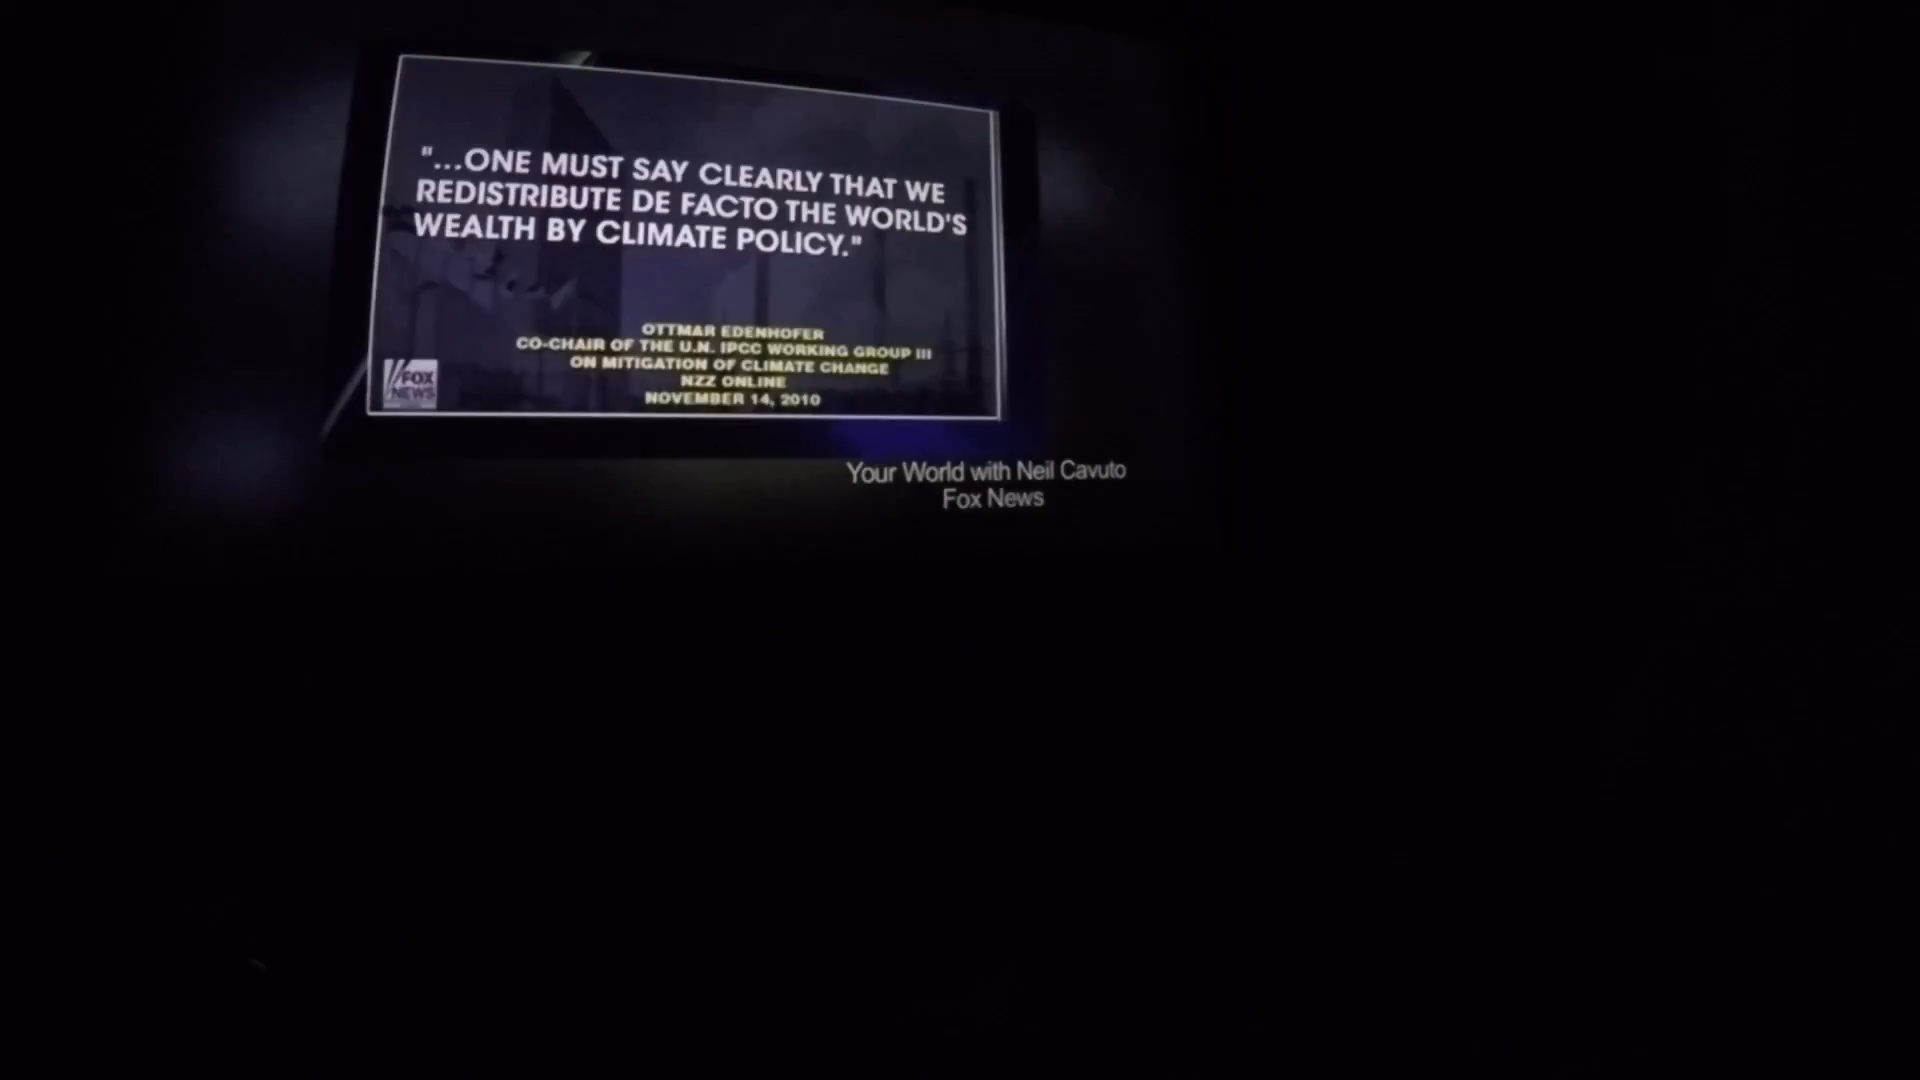 "...ONE MUST SAY CLEARLY THAT WE
REDISTRIBUTE DE FACTO THE WORLD'S
WEALTH BY CLIMATE POLICY."
OTTMAR EDENHOFER
CO-CHAIR OF THE U.N. IPCC WORKING GROUP III
ON MITIGATION OF CLIMATE CHANGE
NZZ ONLINE
NOVEMBER 14, 2010
FOX
NEWS
Your World with Neil Cavuto
Fox News